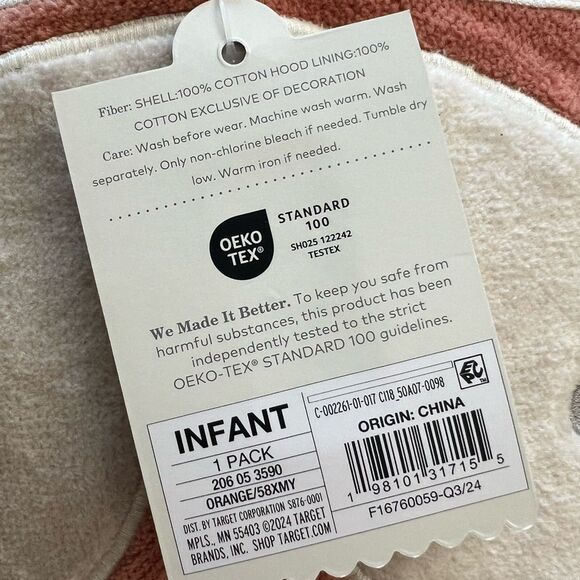 Fiber: SHELL:100% COTTON HOOD LINING:100%
COTTON EXCLUSIVE OF DECORATION
Care: Wash before wear. Machine wash warm. Wash
separately. Only non-chlorine bleach if needed. Tumble dry
low. Warm iron if needed.
OEKO
TEX®
STANDARD
100
SH025 122242
TESTEX
We Made It Better. To keep you safe from
harmful substances, this product has been
independently tested to the strict
OEKO-TEX® STANDARD 100 guidelines.
INFANT
1 PACK
206 05 3590
ORANGE/58XMY
DIST. BY TARGET CORPORATION S876-0001
MPLS., MN 55403 ©2024 TARGET
BRANDS, INC. SHOP TARGET.COM
C-002261-01-017 C118_50A07-0098
EPC™
ORIGIN: CHINA
1 98101 31715 5
F16760059-Q3/24